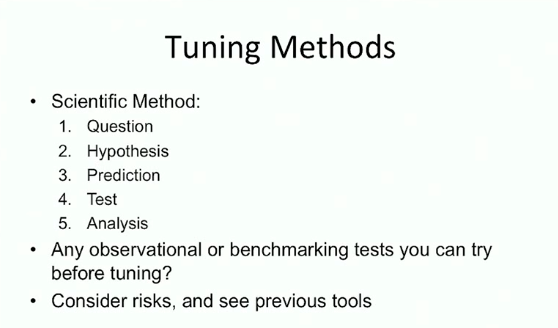 Tuning Methods
• Scientific Method:
1. Question
2. Hypothesis
3. Prediction
4. Test
5. Analysis
• Any observational or benchmarking tests you can try
before tuning?
• Consider risks, and see previous tools